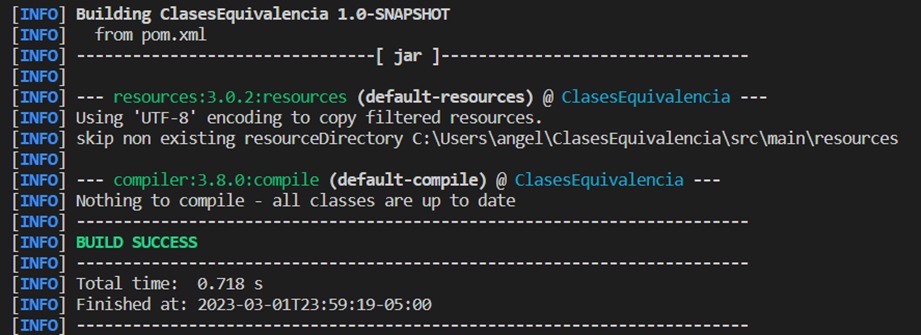 [INFO] Building ClasesEquivalencia 1.0-SNAPSHOT
[INFO]   from pom.xml
[INFO] --------------------------------[ jar ]---------------------------------
[INFO]
[INFO] --- resources:3.0.2:resources (default-resources) @ ClasesEquivalencia ---
[INFO] Using 'UTF-8' encoding to copy filtered resources.
[INFO] skip non existing resourceDirectory C:\Users\angel\ClasesEquivalencia\src\main\resources
[INFO]
[INFO] --- compiler:3.8.0:compile (default-compile) @ ClasesEquivalencia ---
[INFO] Nothing to compile - all classes are up to date
[INFO] ------------------------------------------------------------------------
[INFO] BUILD SUCCESS
[INFO] ------------------------------------------------------------------------
[INFO] Total time:  0.718 s
[INFO] Finished at: 2023-03-01T23:59:19-05:00
[INFO] ------------------------------------------------------------------------